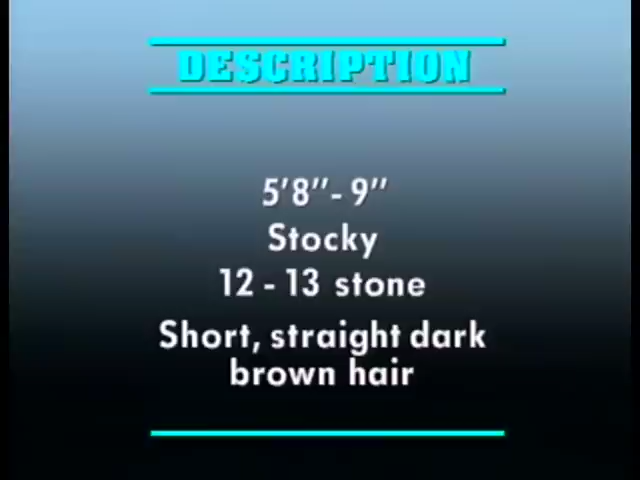 DESCRIPTION
5'8"- 9"
Stocky
12 - 13 stone
Short, straight dark
brown hair